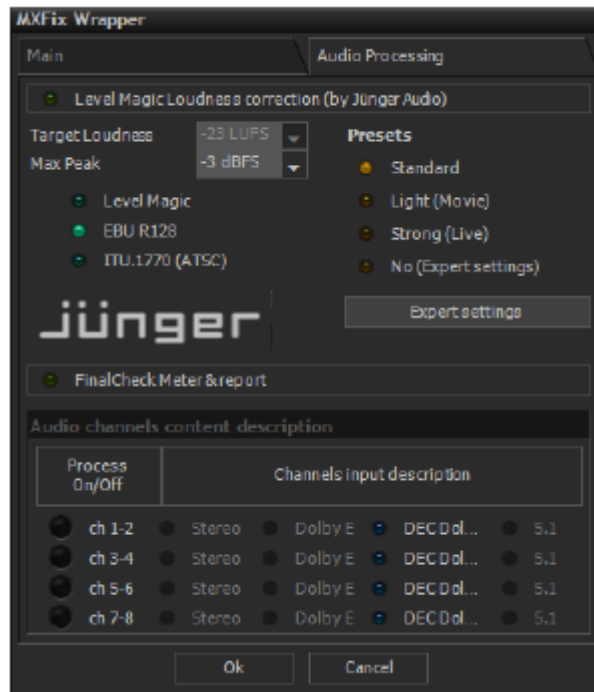 MXFix Wrapper
Main Audio Processing
Level Magic Loudness correction (by Jünger Audio)
Target Loudness -23 LUFS Presets
Max Peak -3 dBFS Standard
Level Magic Light (Movie)
EBU R128 Strong (Live)
ITU.1770 (ATSC) No (Expert settings)
jünger Expert settings
FinalCheck Meter & report
Audio channels content description
Process
On/Off
Channels input description
ch 1-2 Stereo Dolby E DEC Dol... 5.1
ch 3-4 Stereo Dolby E DEC Dol... 5.1
ch 5-6 Stereo Dolby E DEC Dol... 5.1
ch 7-8 Stereo Dolby E DEC Dol... 5.1
Ok Cancel